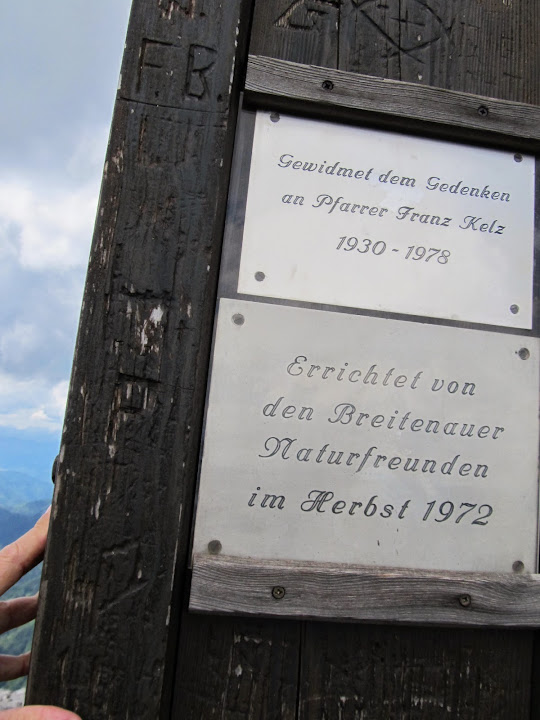 F.B.
Gewidmet dem Gedenken
an Pfarrer Franz Kelz
1930 - 1978
Errichtet von
den Breitenauer
Naturfreunden
im Herbst 1972